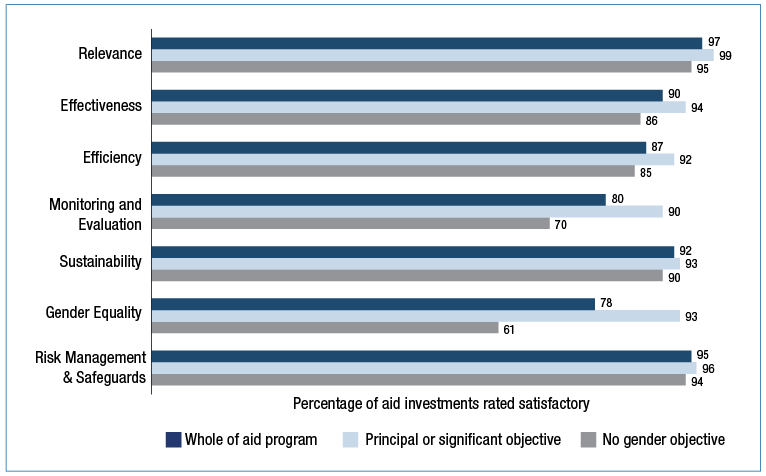 Relevance
97
99
95
Effectiveness
90
94
86
Efficiency
87
92
85
Monitoring and
Evaluation
80
90
70
Sustainability
92
93
90
Gender Equality
78
93
61
Risk Management
& Safeguards
95
96
94
Percentage of aid investments rated satisfactory
Whole of aid program Principal or significant objective No gender objective